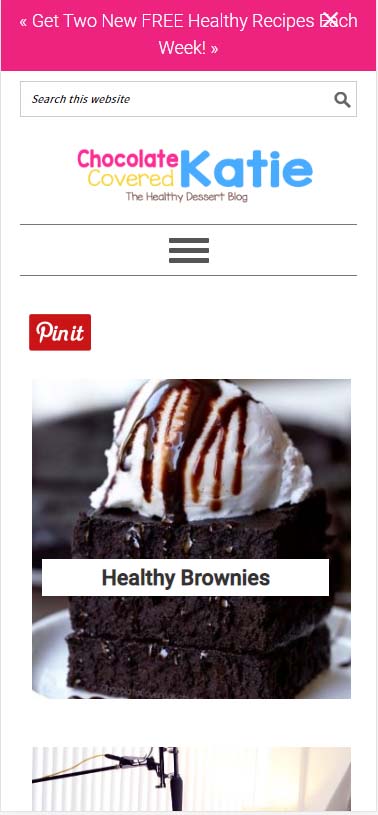 « Get Two New FREE Healthy Recipes Each
Week! »
Search this website
Chocolate
Covered
Katie
The Healthy Dessert Blog
Pin it
Healthy Brownies